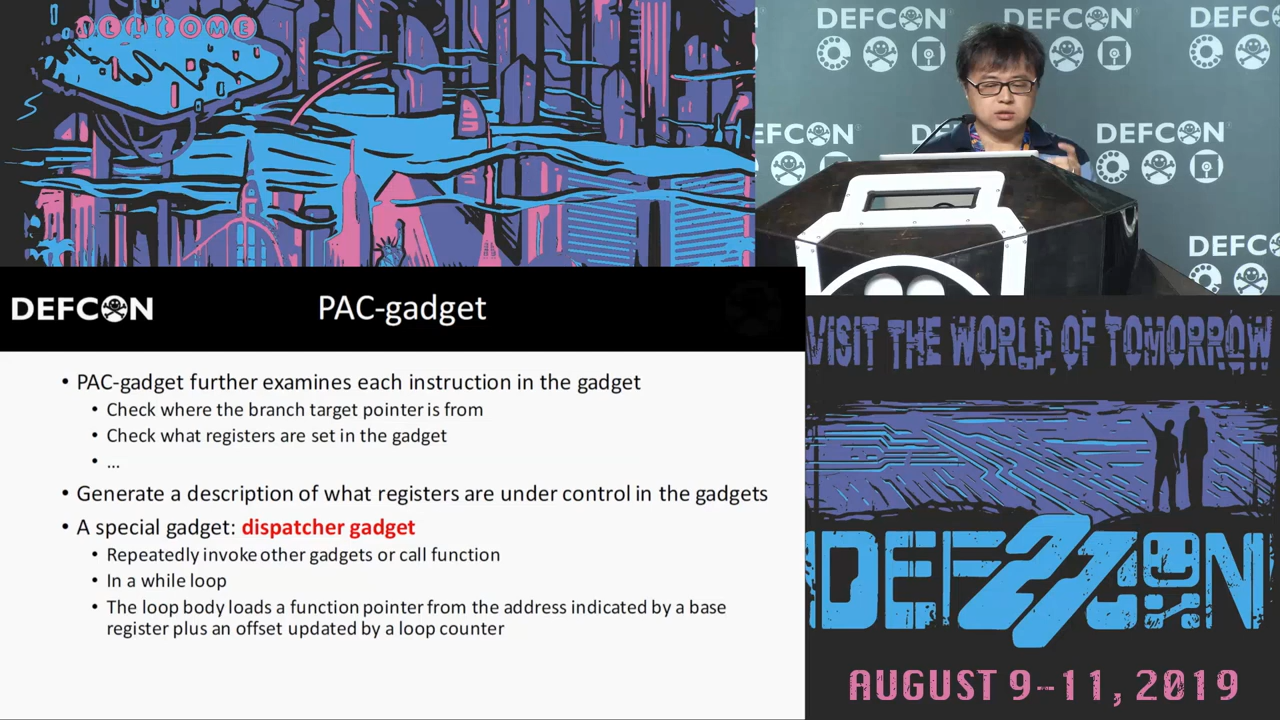 WELCOME
DEFCON DEFCON DEFC
DEFCON DEFCON
DEFC
DEFCON
PAC-gadget
• PAC-gadget further examines each instruction in the gadget
• Check where the branch target pointer is from
• Check what registers are set in the gadget
• ...
• Generate a description of what registers are under control in the gadgets
• A special gadget: dispatcher gadget
• Repeatedly invoke other gadgets or call function
• In a while loop
• The loop body loads a function pointer from the address indicated by a base
register plus an offset updated by a loop counter
VISIT THE WORLD OF TOMORROW
DEF27CON
AUGUST 9-11, 2019